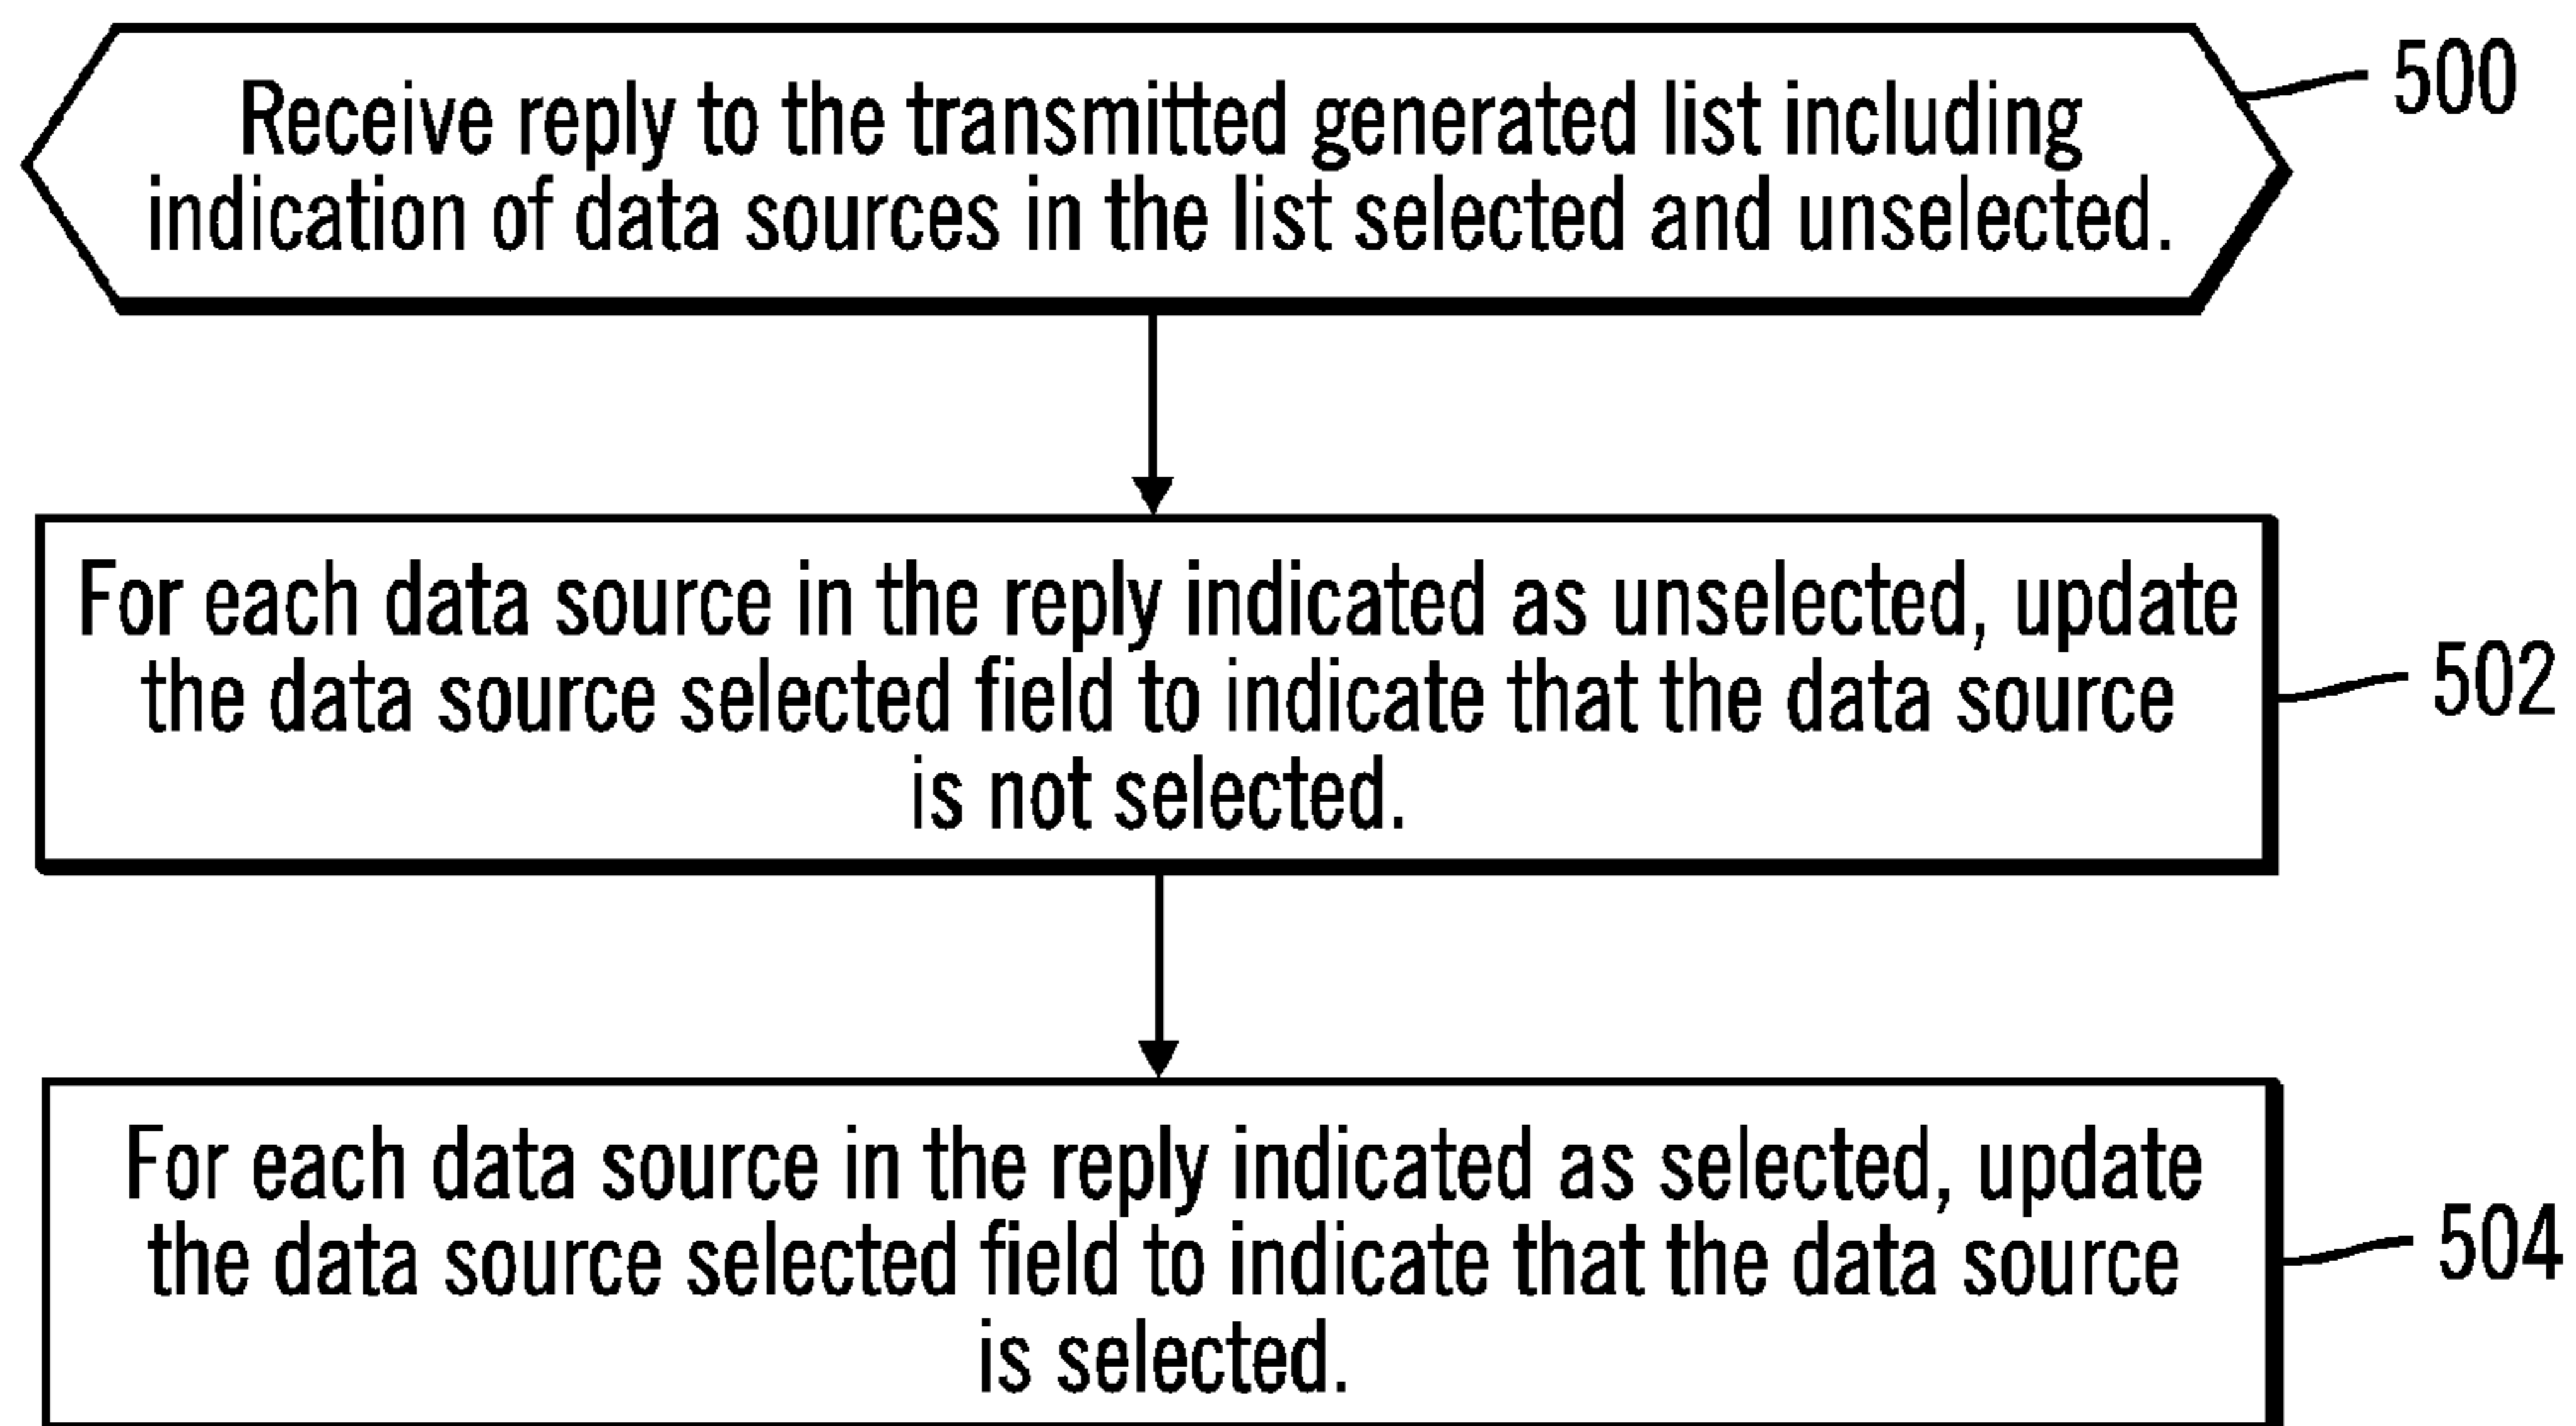 Receive reply to the transmitted generated list including
indication of data sources in the list selected and unselected.
500
For each data source in the reply indicated as unselected, update
the data source selected field to indicate that the data source
is not selected.
502
For each data source in the reply indicated as selected, update
the data source selected field to indicate that the data source
is selected.
504